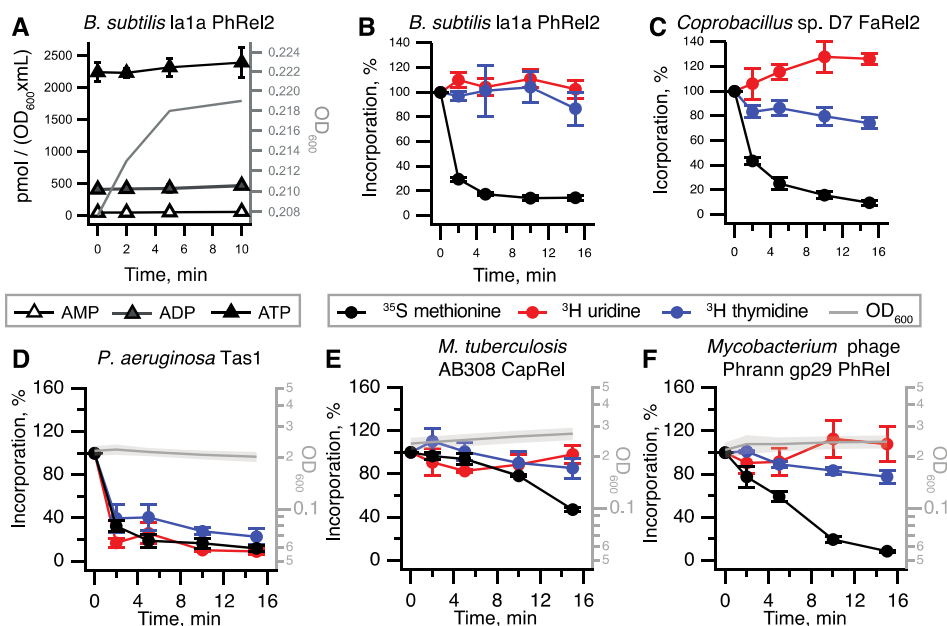 A
B. subtilis la1a PhRel2
2500
2000
1500
1000
500
0
pmol / (OD600xmL)
0.224
0.222
0.220
0.218
0.216
0.214
0.212
0.210
0.208
OD600
0 2 4 6 8 10
Time, min
B
B. subtilis la1a PhRel2
140
120
100
80
60
40
20
0
Incorporation, %
0 4 8 12 16
Time, min
C
Coprobacillus sp. D7 FaRel2
140
120
100
80
60
40
20
0
Incorporation, %
0 4 8 12 16
Time, min
AMP ADP ATP
35S methionine 3H uridine 3H thymidine OD600
D
P. aeruginosa Tas1
160
120
80
40
0
Incorporation, %
5
4
3
2
0.1
6
5
OD600
0 4 8 12 16
Time, min
E
M. tuberculosis
AB308 CapRel
160
120
80
40
0
Incorporation, %
5
4
3
2
0.1
6
5
OD600
0 4 8 12 16
Time, min
F
Mycobacterium phage
Phrann gp29 PhRel
160
120
80
40
0
Incorporation, %
5
4
3
2
0.1
6
5
OD600
0 4 8 12 16
Time, min